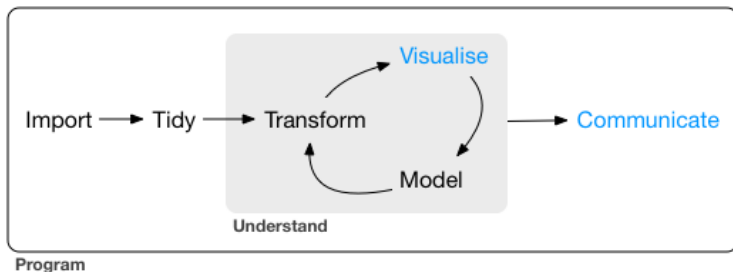 Visualise
Import
Tidy
Transform
Communicate
Model
Understand
Program